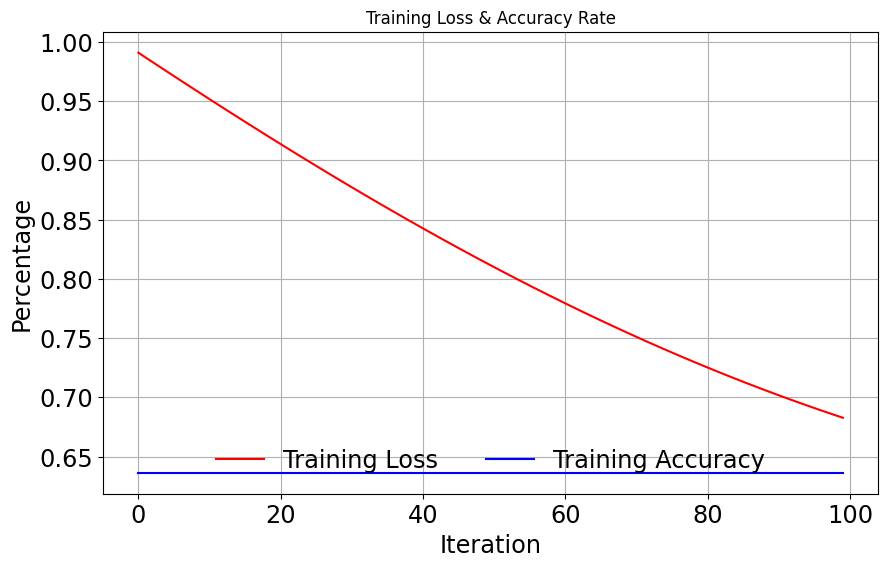 Training Loss & Accuracy Rate
1.00
0.95
0.90
0.85
0.80
0.75
0.70
0.65
Percentage
Training Loss
Training Accuracy
0 20 40 60 80 100
Iteration